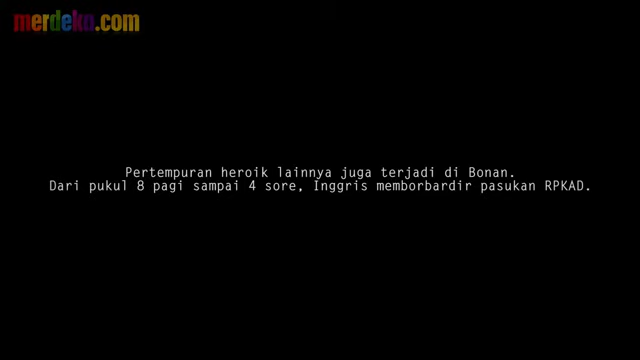 merdeka.com
Pertempuran heroik lainnya juga terjadi di Bonan.
Dari pukul 8 pagi sampai 4 sore, Inggris memborbardir pasukan RPKAD.